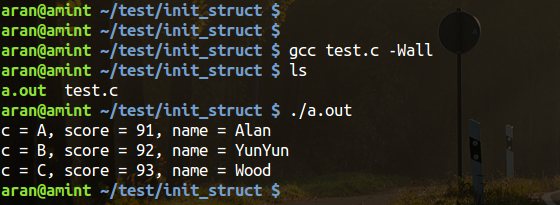 aran@amint ~/test/init_struct $
aran@amint ~/test/init_struct $
aran@amint ~/test/init_struct $ gcc test.c -Wall
aran@amint ~/test/init_struct $ ls
a.out  test.c
aran@amint ~/test/init_struct $ ./a.out
c = A, score = 91, name = Alan
c = B, score = 92, name = YunYun
c = C, score = 93, name = Wood
aran@amint ~/test/init_struct $